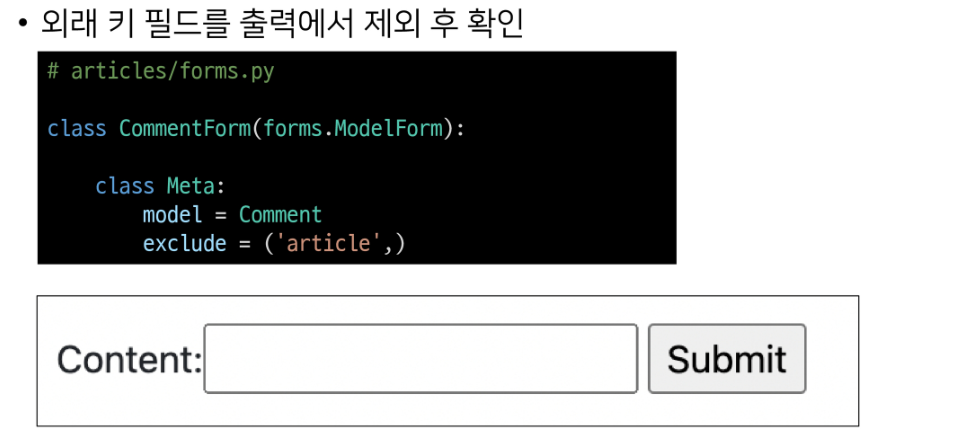 • 외래 키 필드를 출력에서 제외 후 확인
# articles/forms.py
class CommentForm(forms.ModelForm):
    class Meta:
        model = Comment
        exclude = ('article',)
Content: Submit